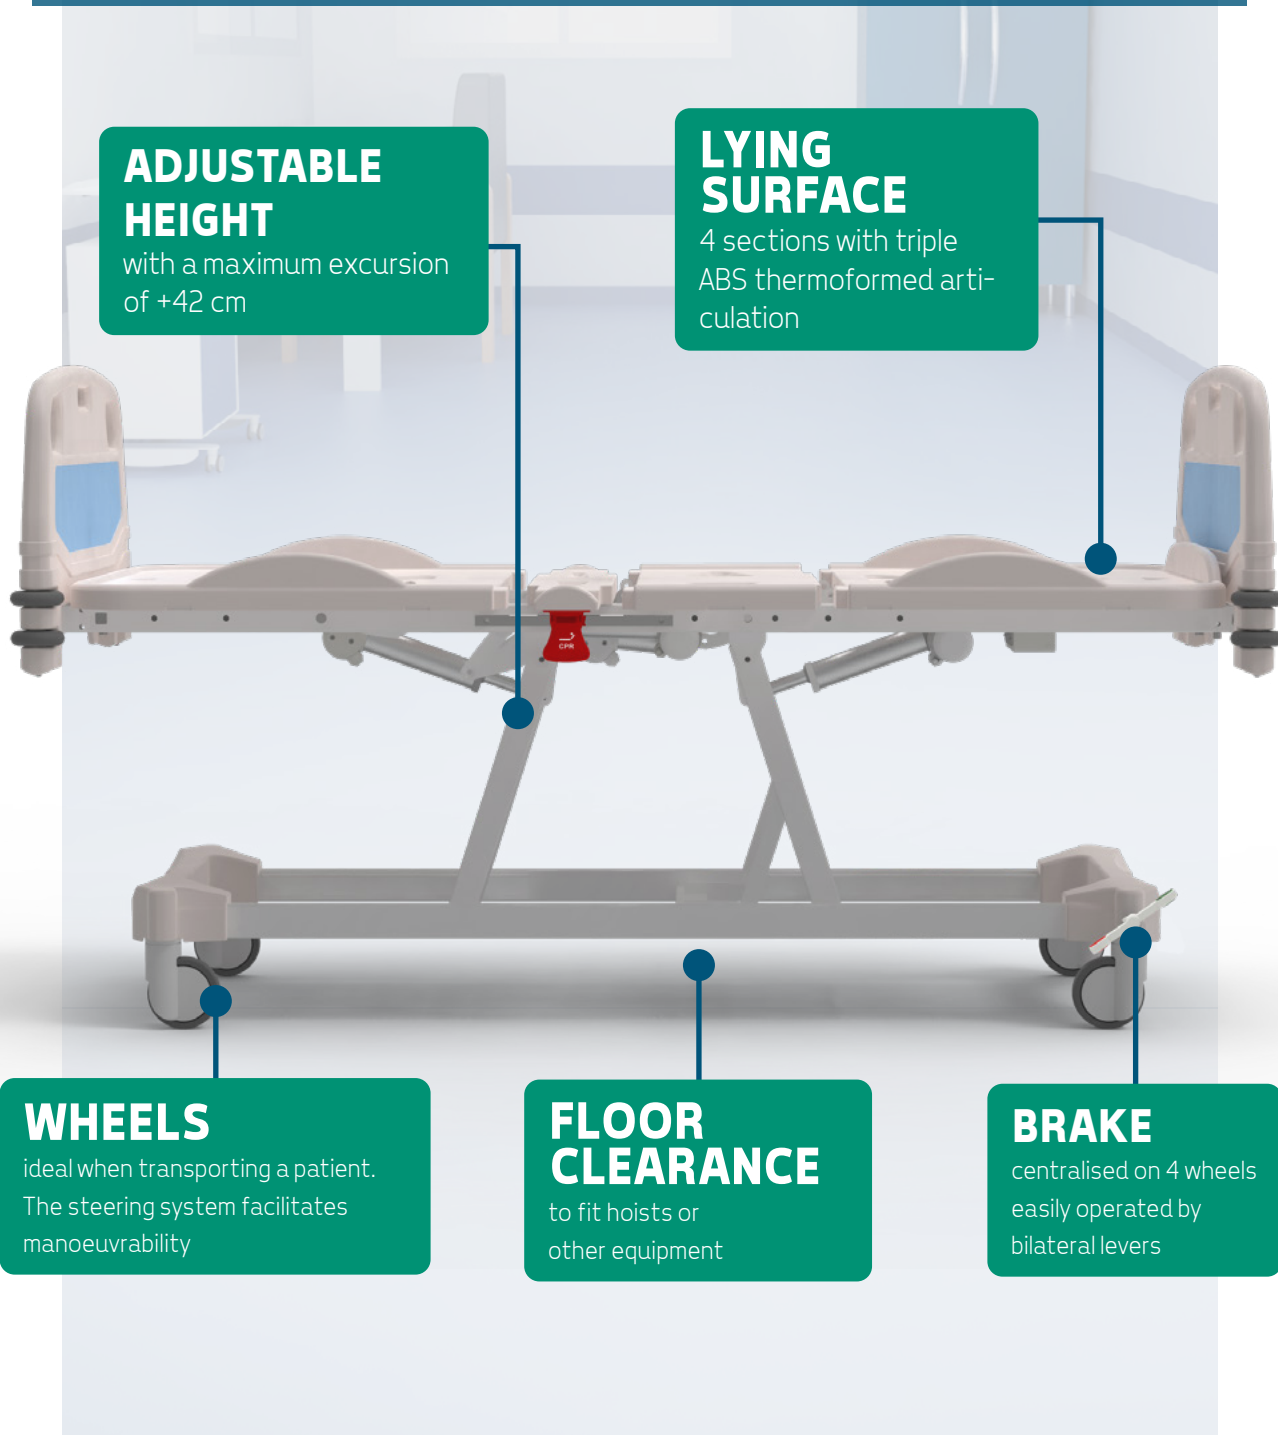 ADJUSTABLE
HEIGHT
with a maximum excursion
of +42 cm
LYING
SURFACE
4 sections with triple
ABS thermoformed arti-
culation
CPR
WHEELS
ideal when transporting a patient.
The steering system facilitates
manoeuvrability
FLOOR
CLEARANCE
to fit hoists or
other equipment
BRAKE
centralised on 4 wheels
easily operated by
bilateral levers